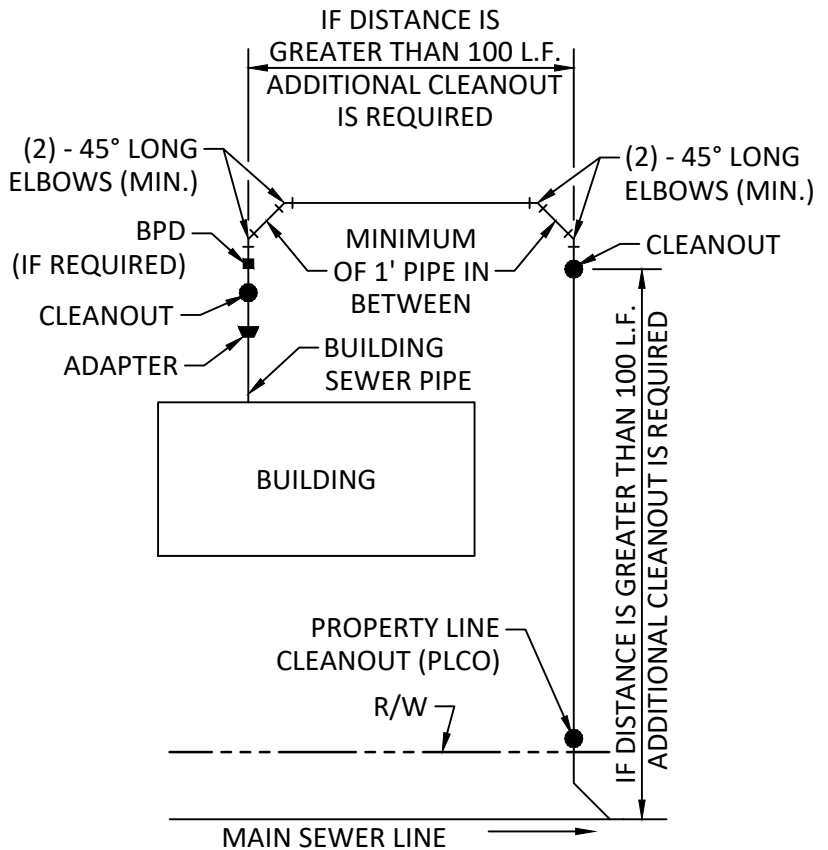 IF DISTANCE IS
GREATER THAN 100 L.F.
ADDITIONAL CLEANOUT
IS REQUIRED
(2) - 45° LONG
ELBOWS (MIN.)
(2) - 45° LONG
ELBOWS (MIN.)
BPD
(IF REQUIRED)
MINIMUM
OF 1' PIPE IN
BETWEEN
CLEANOUT
CLEANOUT
ADAPTER
BUILDING
SEWER PIPE
BUILDING
IF DISTANCE IS GREATER THAN 100 L.F.
ADDITIONAL CLEANOUT IS REQUIRED
PROPERTY LINE
CLEANOUT (PLCO)
R/W
MAIN SEWER LINE